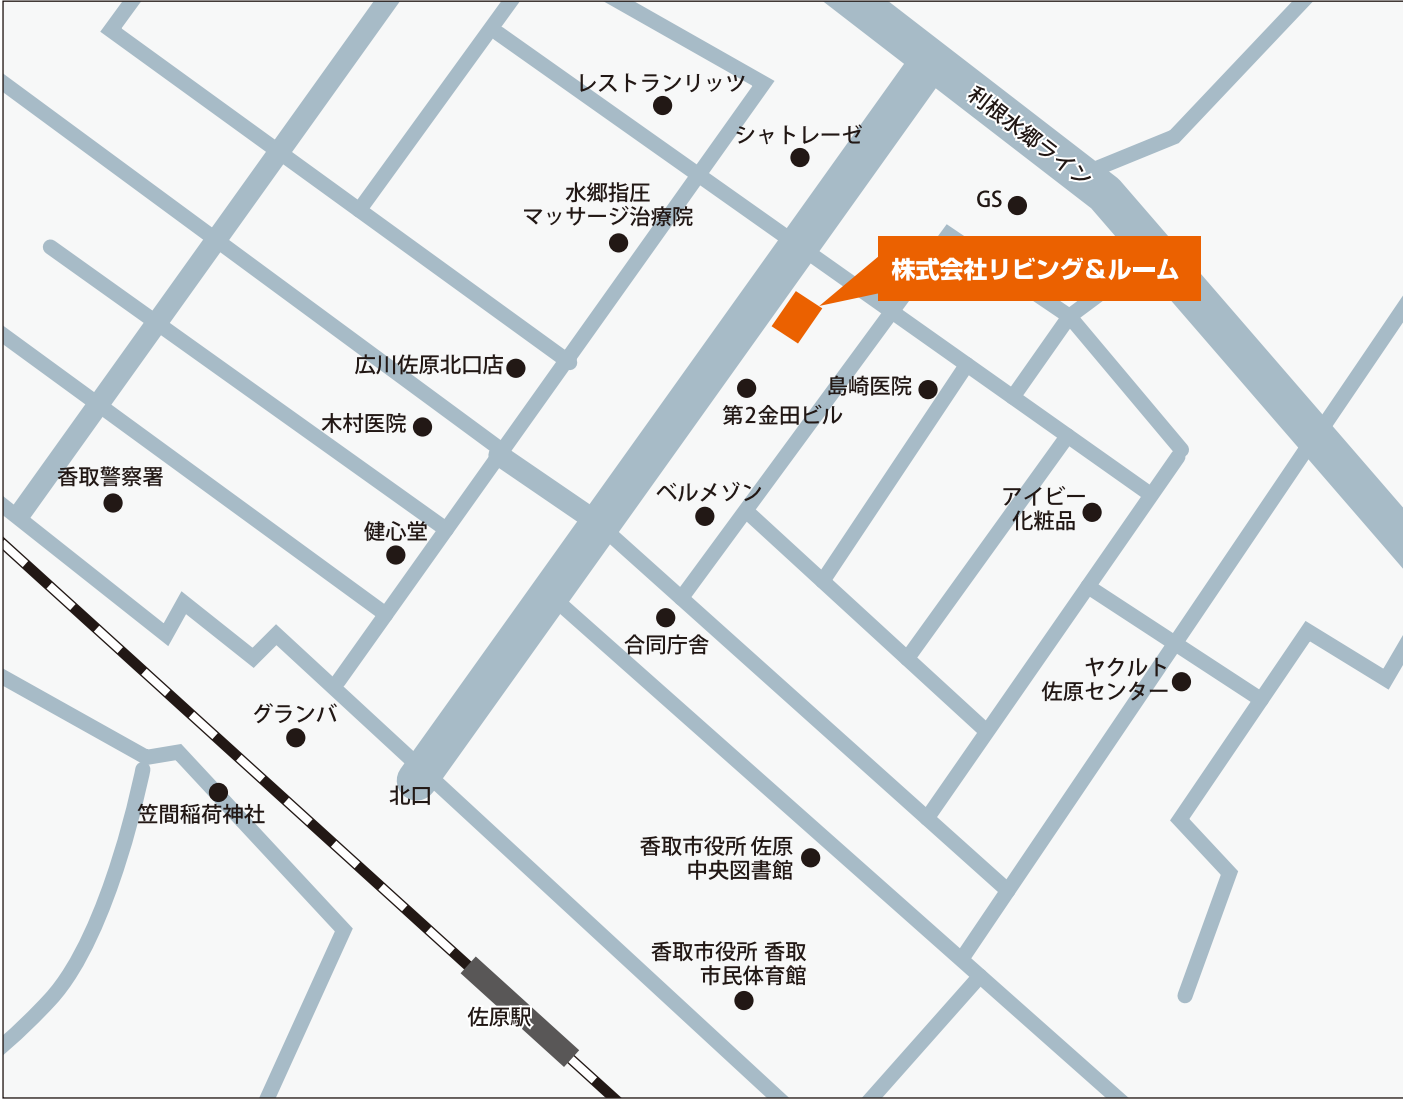 レストランリッツ
利根水郷ライン
シャトレーゼ
水郷指圧
マッサージ治療院
GS
株式会社リビング&ルーム
広川佐原北口店
島崎医院
第2金田ビル
木村医院
香取警察署
ベルメゾン
アイビー
化粧品
健心堂
合同庁舎
ヤクルト
佐原センター
グランバ
北口
笠間稲荷神社
香取市役所 佐原
中央図書館
香取市役所 香取
市民体育館
佐原駅